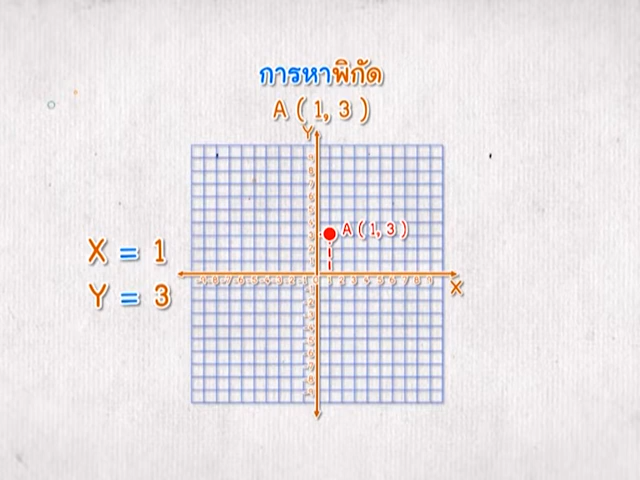 การหาพิกัด
A ( 1, 3 )
Y
A ( 1, 3 )
X = 1
Y = 3
X